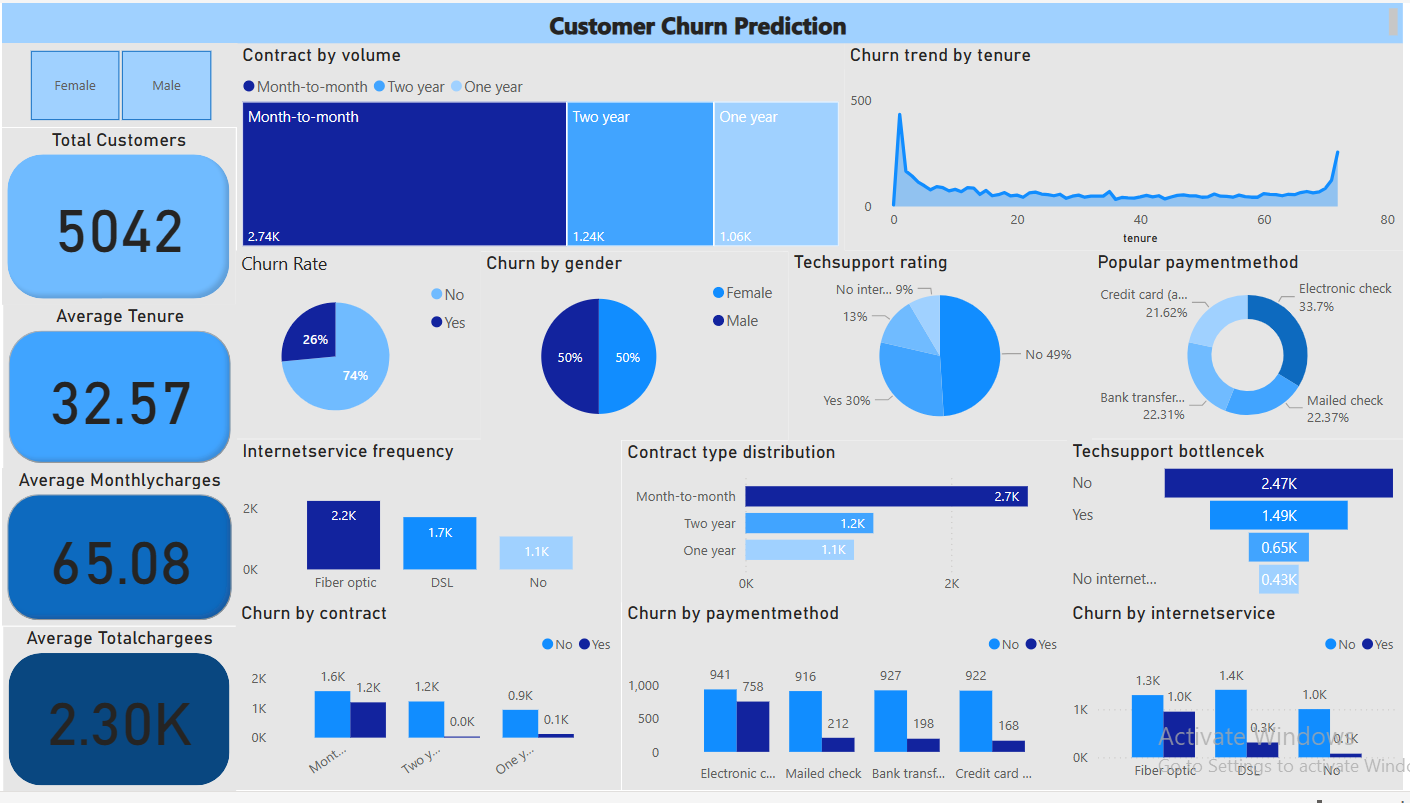 Customer Churn Prediction
Female
Male
Total Customers
5042
Average Tenure
32.57
Average Monthlycharges
65.08
Average Totalchargees
2.30K
Contract by volume
Month-to-month Two year One year
Month-to-month
2.74K
Two year
1.24K
One year
1.06K
Churn trend by tenure
500
0
0 20 40 60 80
tenure
Churn Rate
No
Yes
26%
74%
Churn by gender
Female
Male
50% 50%
Techsupport rating
No inter... 9%
13%
Yes 30%
No 49%
Popular paymentmethod
Credit card (a...
21.62%
Electronic check
33.7%
Bank transfer...
22.31%
Mailed check
22.37%
Internetservice frequency
2K
0K
2.2K
1.7K
1.1K
Fiber optic DSL No
Contract type distribution
Month-to-month 2.7K
Two year 1.2K
One year 1.1K
0K 2K
Techsupport bottlencek
No 2.47K
Yes 1.49K
0.65K
No internet... 0.43K
Churn by contract
No Yes
2K
1K
0K
1.6K 1.2K 1.2K 0.0K 0.9K 0.1K
Mont... Two y... One y...
Churn by paymentmethod
No Yes
1,000
500
0
941 758 916 212 927 198 922 168
Electronic c... Mailed check Bank transf... Credit card ...
Churn by internetservice
No Yes
1K
0K
1.3K 1.0K 1.4K 0.3K 1.0K 0.1K
Fiber optic DSL No
Activate Windows
Go to Settings to activate Windo